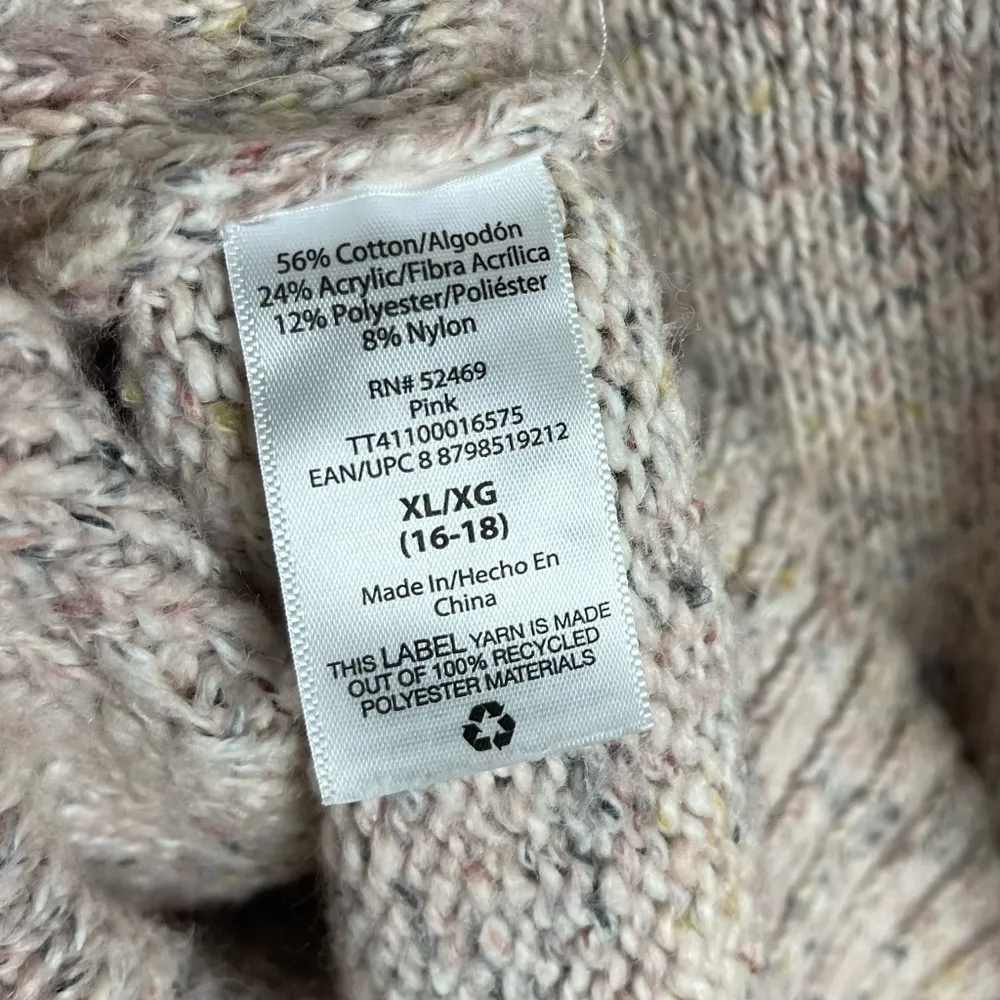 56% Cotton/Algodón
24% Acrylic/Fibra Acrílica
12% Polyester/Poliéster
8% Nylon
RN# 52469
Pink
TT41100016575
EAN/UPC 8 8798519212
XL/XG
(16-18)
Made In/Hecho En
China
THIS LABEL YARN IS MADE
OUT OF 100% RECYCLED
POLYESTER MATERIALS